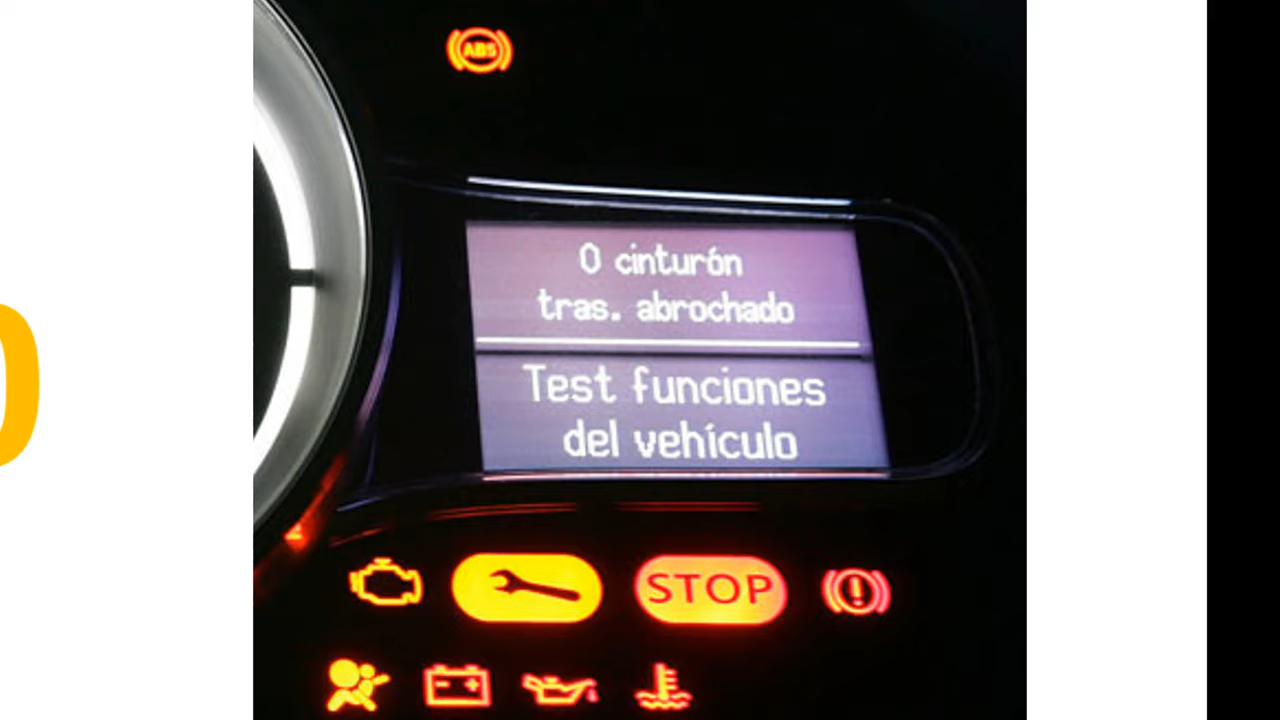 ABS
0 cinturón
tras. abrochado
Test funciones
del vehículo
STOP